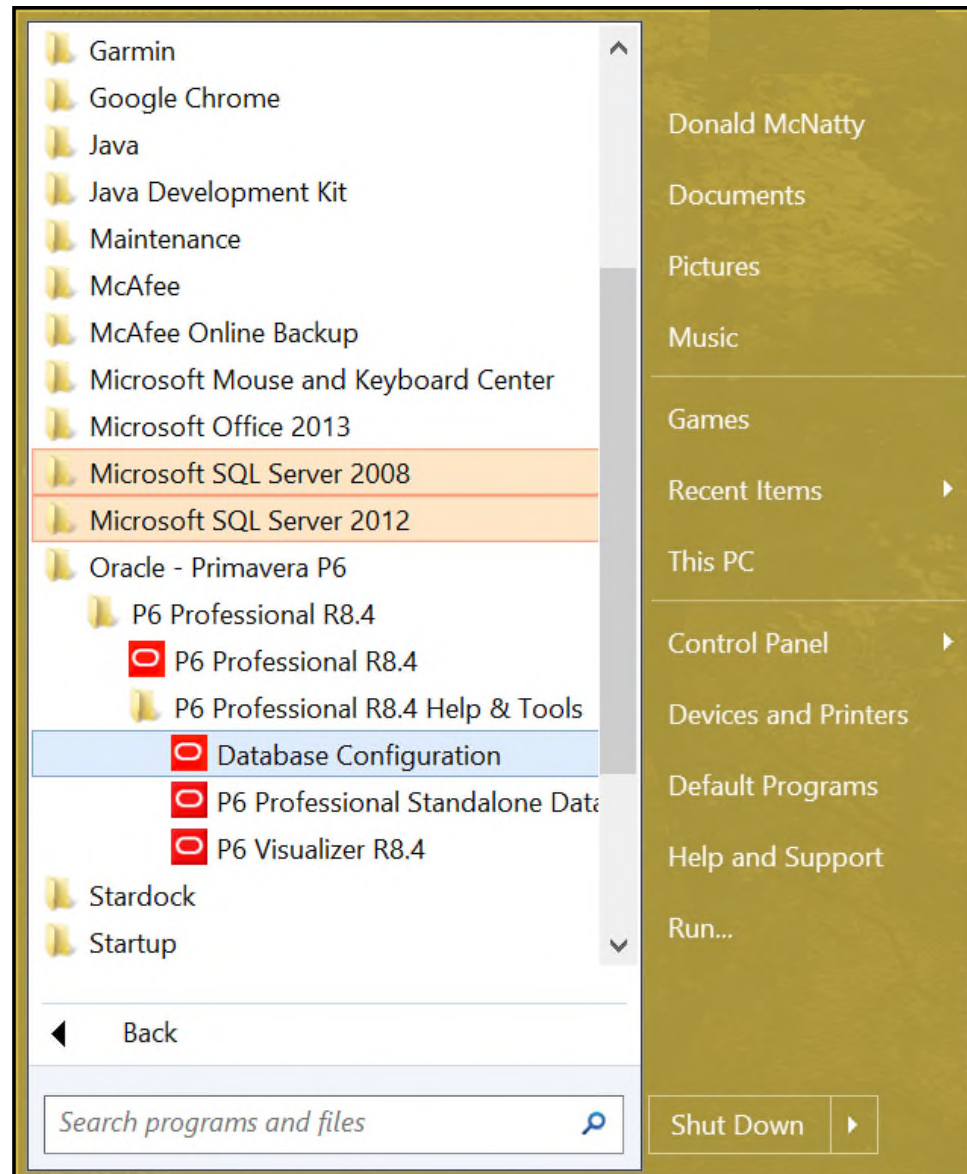 Garmin
Google Chrome
Java
Java Development Kit
Maintenance
McAfee
McAfee Online Backup
Microsoft Mouse and Keyboard Center
Microsoft Office 2013
Microsoft SQL Server 2008
Microsoft SQL Server 2012
Oracle - Primavera P6
P6 Professional R8.4
P6 Professional R8.4
P6 Professional R8.4 Help & Tools
Database Configuration
P6 Professional Standalone Data
P6 Visualizer R8.4
Stardock
Startup
Back
Search programs and files
Donald McNatty
Documents
Pictures
Music
Games
Recent Items
This PC
Control Panel
Devices and Printers
Default Programs
Help and Support
Run...
Shut Down